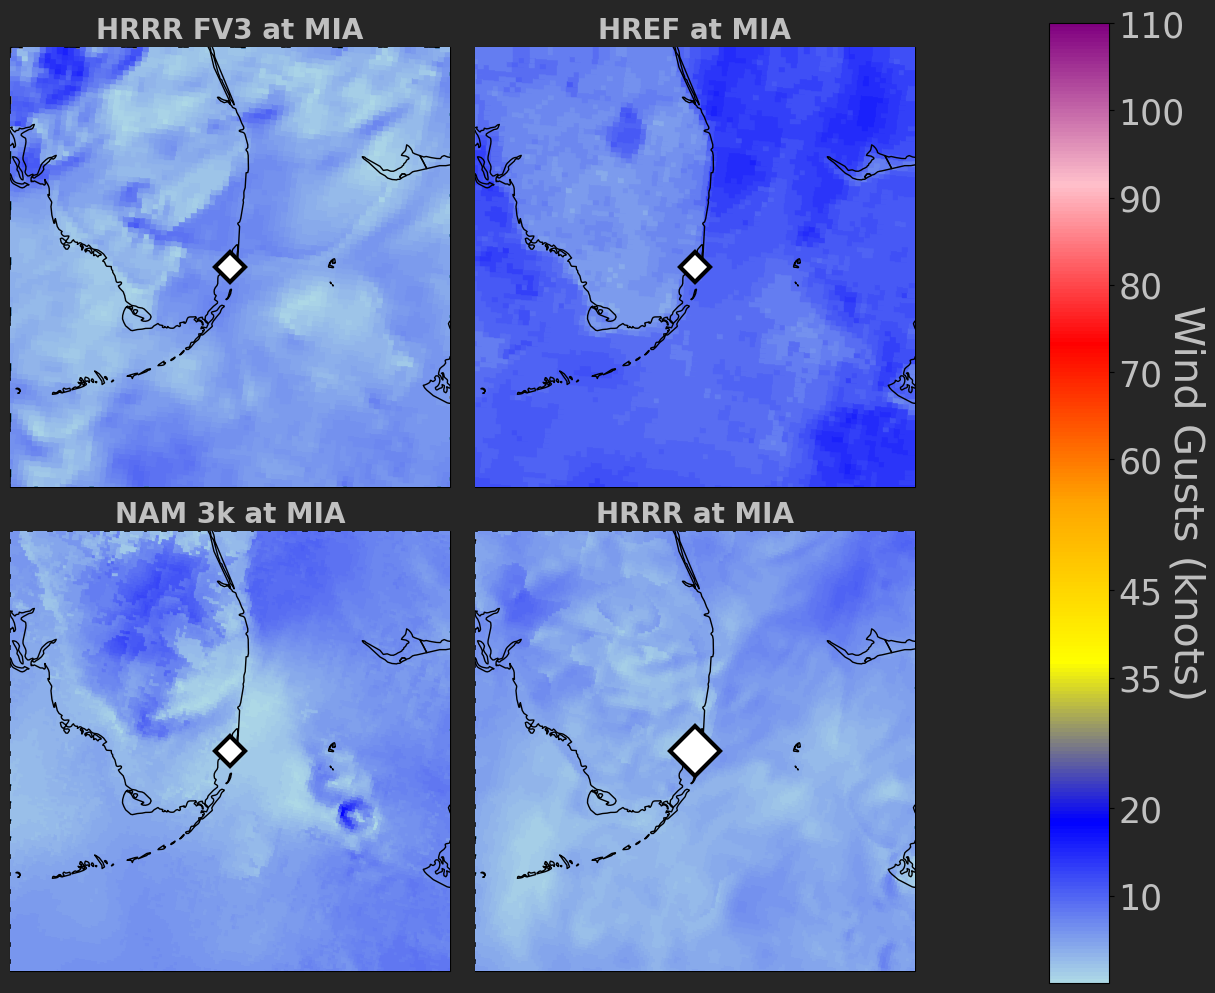 HRRR FV3 at MIA
HREF at MIA
NAM 3k at MIA
HRRR at MIA
110
100
90
80
70
60
45
35
20
10
Wind Gusts (knots)